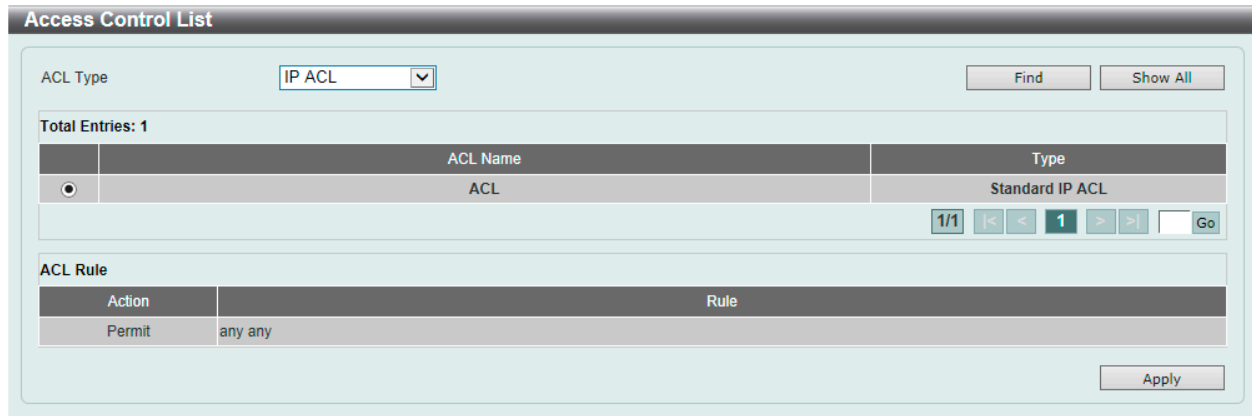 Access Control List
ACL Type IP ACL Find Show All
Total Entries: 1
ACL Name Type
ACL Standard IP ACL
1/1 |< < 1 > >| Go
ACL Rule
Action Rule
Permit any any
Apply